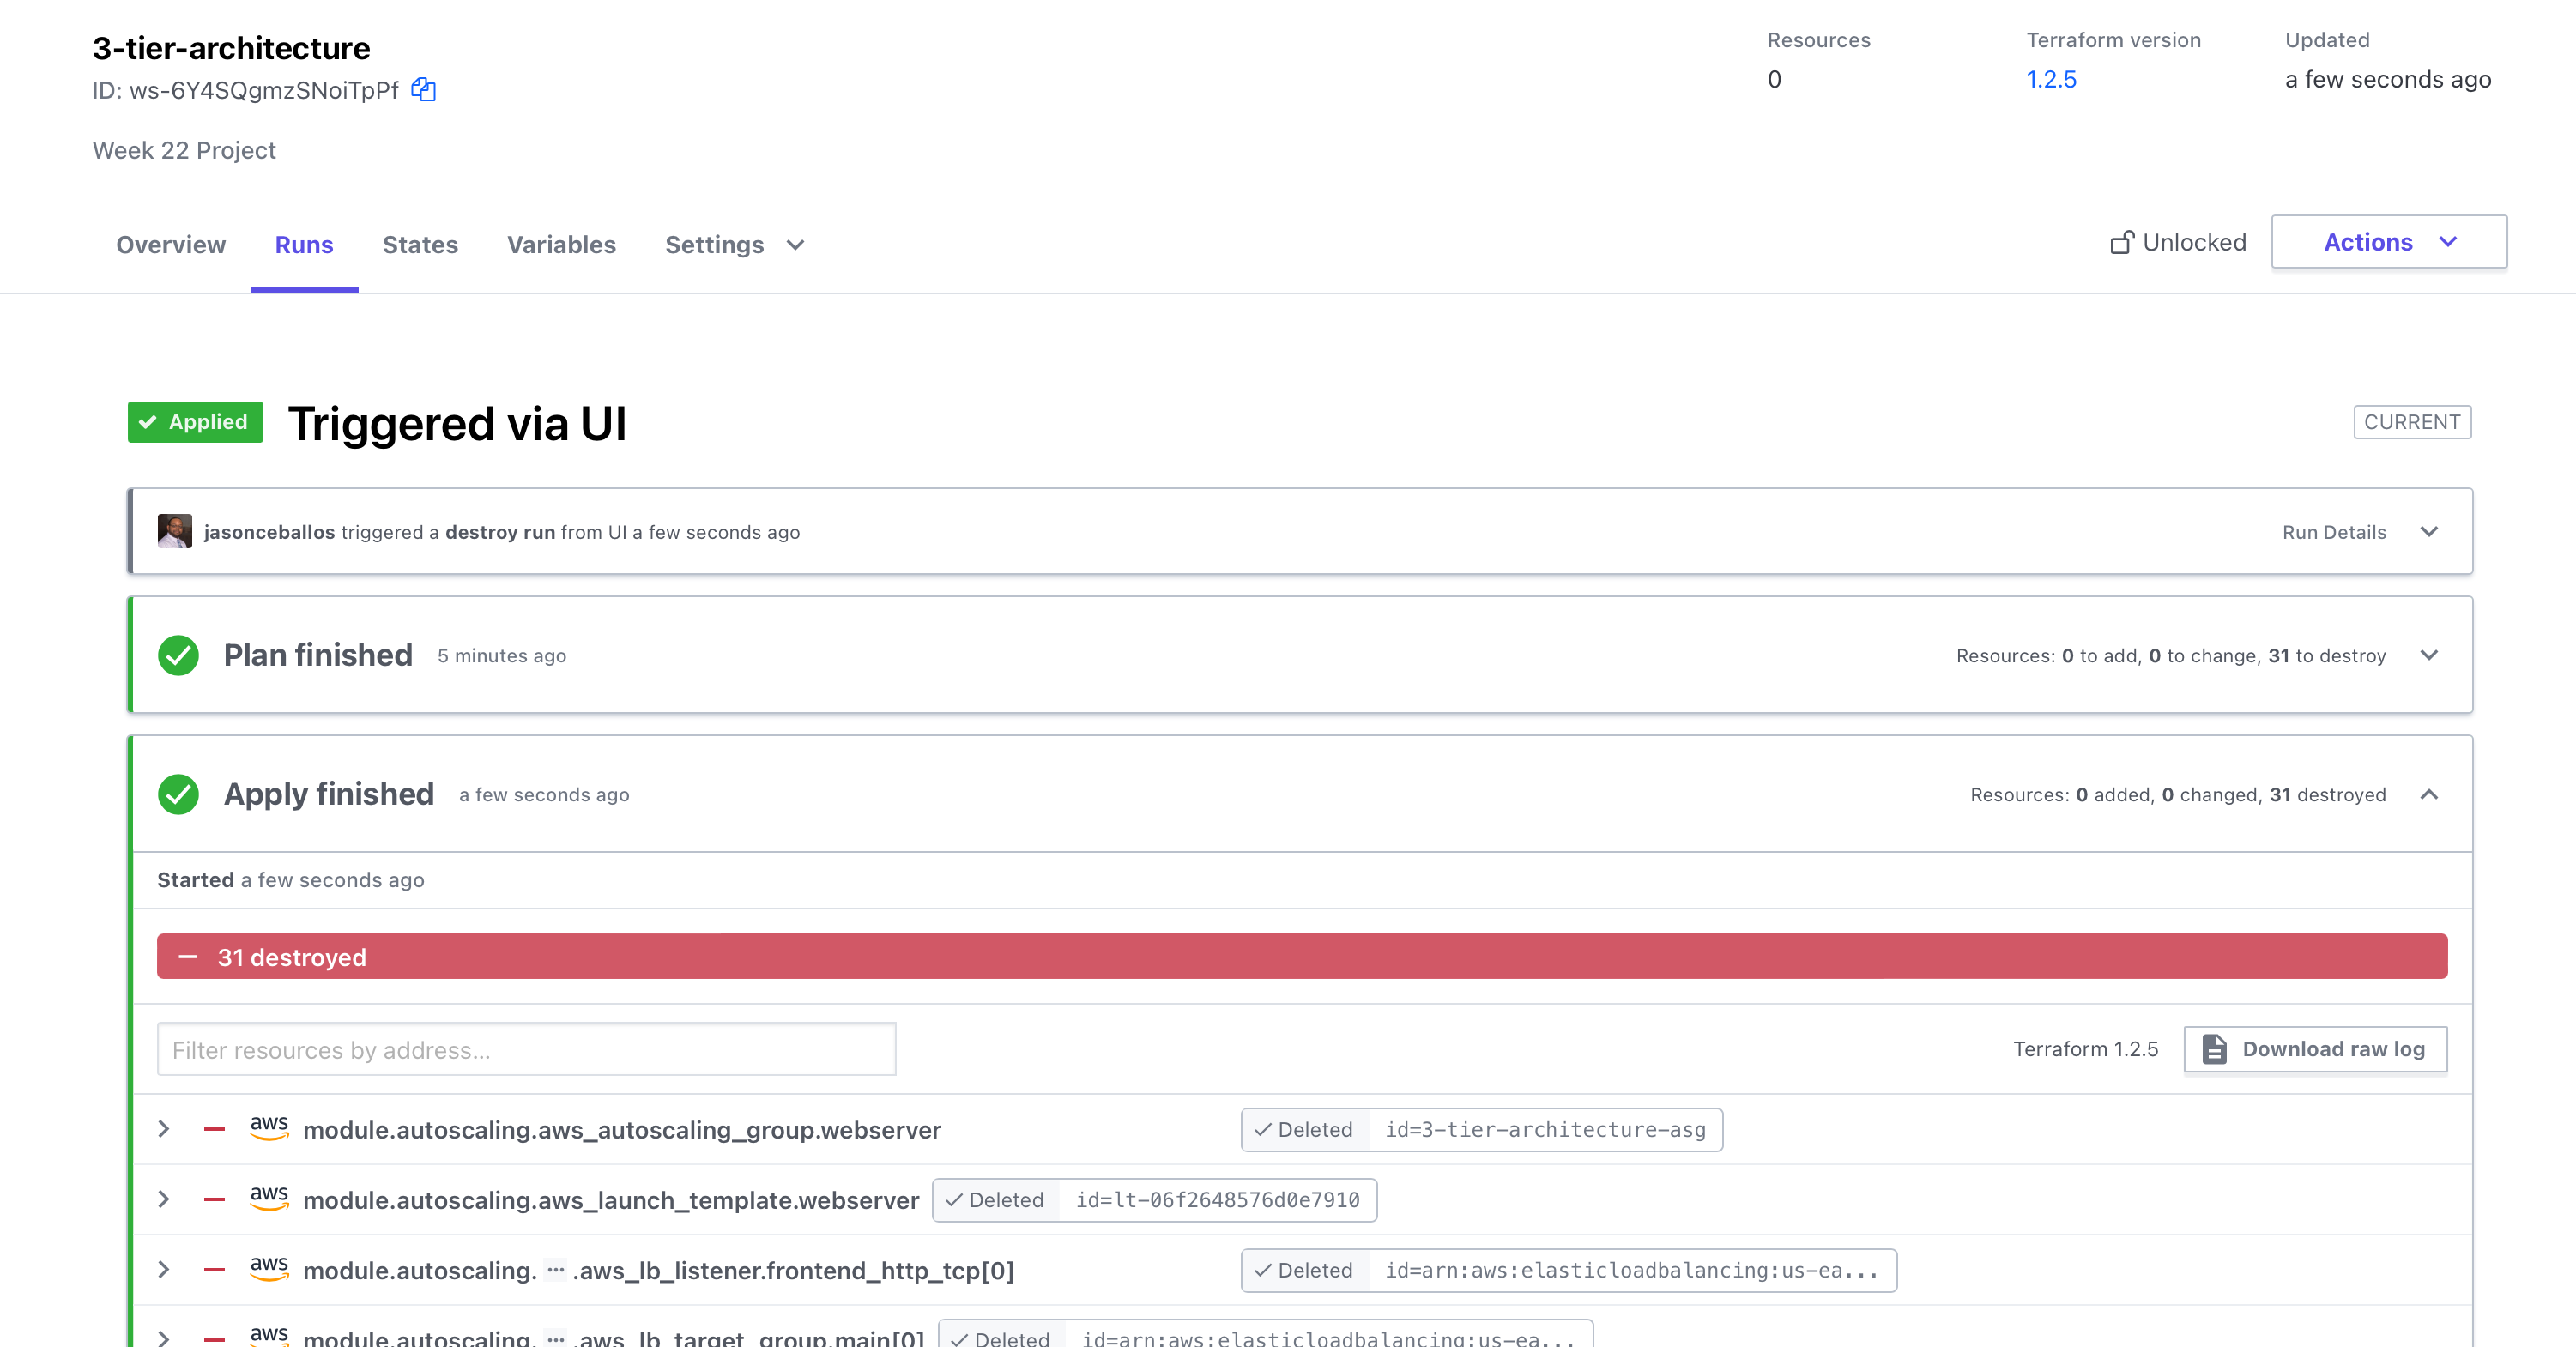 3-tier-architecture
ID: ws-6Y4SQgmzSNoiTpPf
Week 22 Project
Resources
0
Terraform version
1.2.5
Updated
a few seconds ago
Overview Runs States Variables Settings
Unlocked Actions
Applied Triggered via UI CURRENT
jasonceballos triggered a destroy run from UI a few seconds ago Run Details
Plan finished 5 minutes ago Resources: 0 to add, 0 to change, 31 to destroy
Apply finished a few seconds ago Resources: 0 added, 0 changed, 31 destroyed
Started a few seconds ago
31 destroyed
Filter resources by address... Terraform 1.2.5 Download raw log
aws module.autoscaling.aws_autoscaling_group.webserver Deleted id=3-tier-architecture-asg
aws module.autoscaling.aws_launch_template.webserver Deleted id=lt-06f2648576d0e7910
aws module.autoscaling. ··· .aws_lb_listener.frontend_http_tcp[0] Deleted id=arn:aws:elasticloadbalancing:us-ea...
aws module.autoscaling. ··· .aws_lb_target_group.main[0] Deleted id=arn:aws:elasticloadbalancing:us-ea...